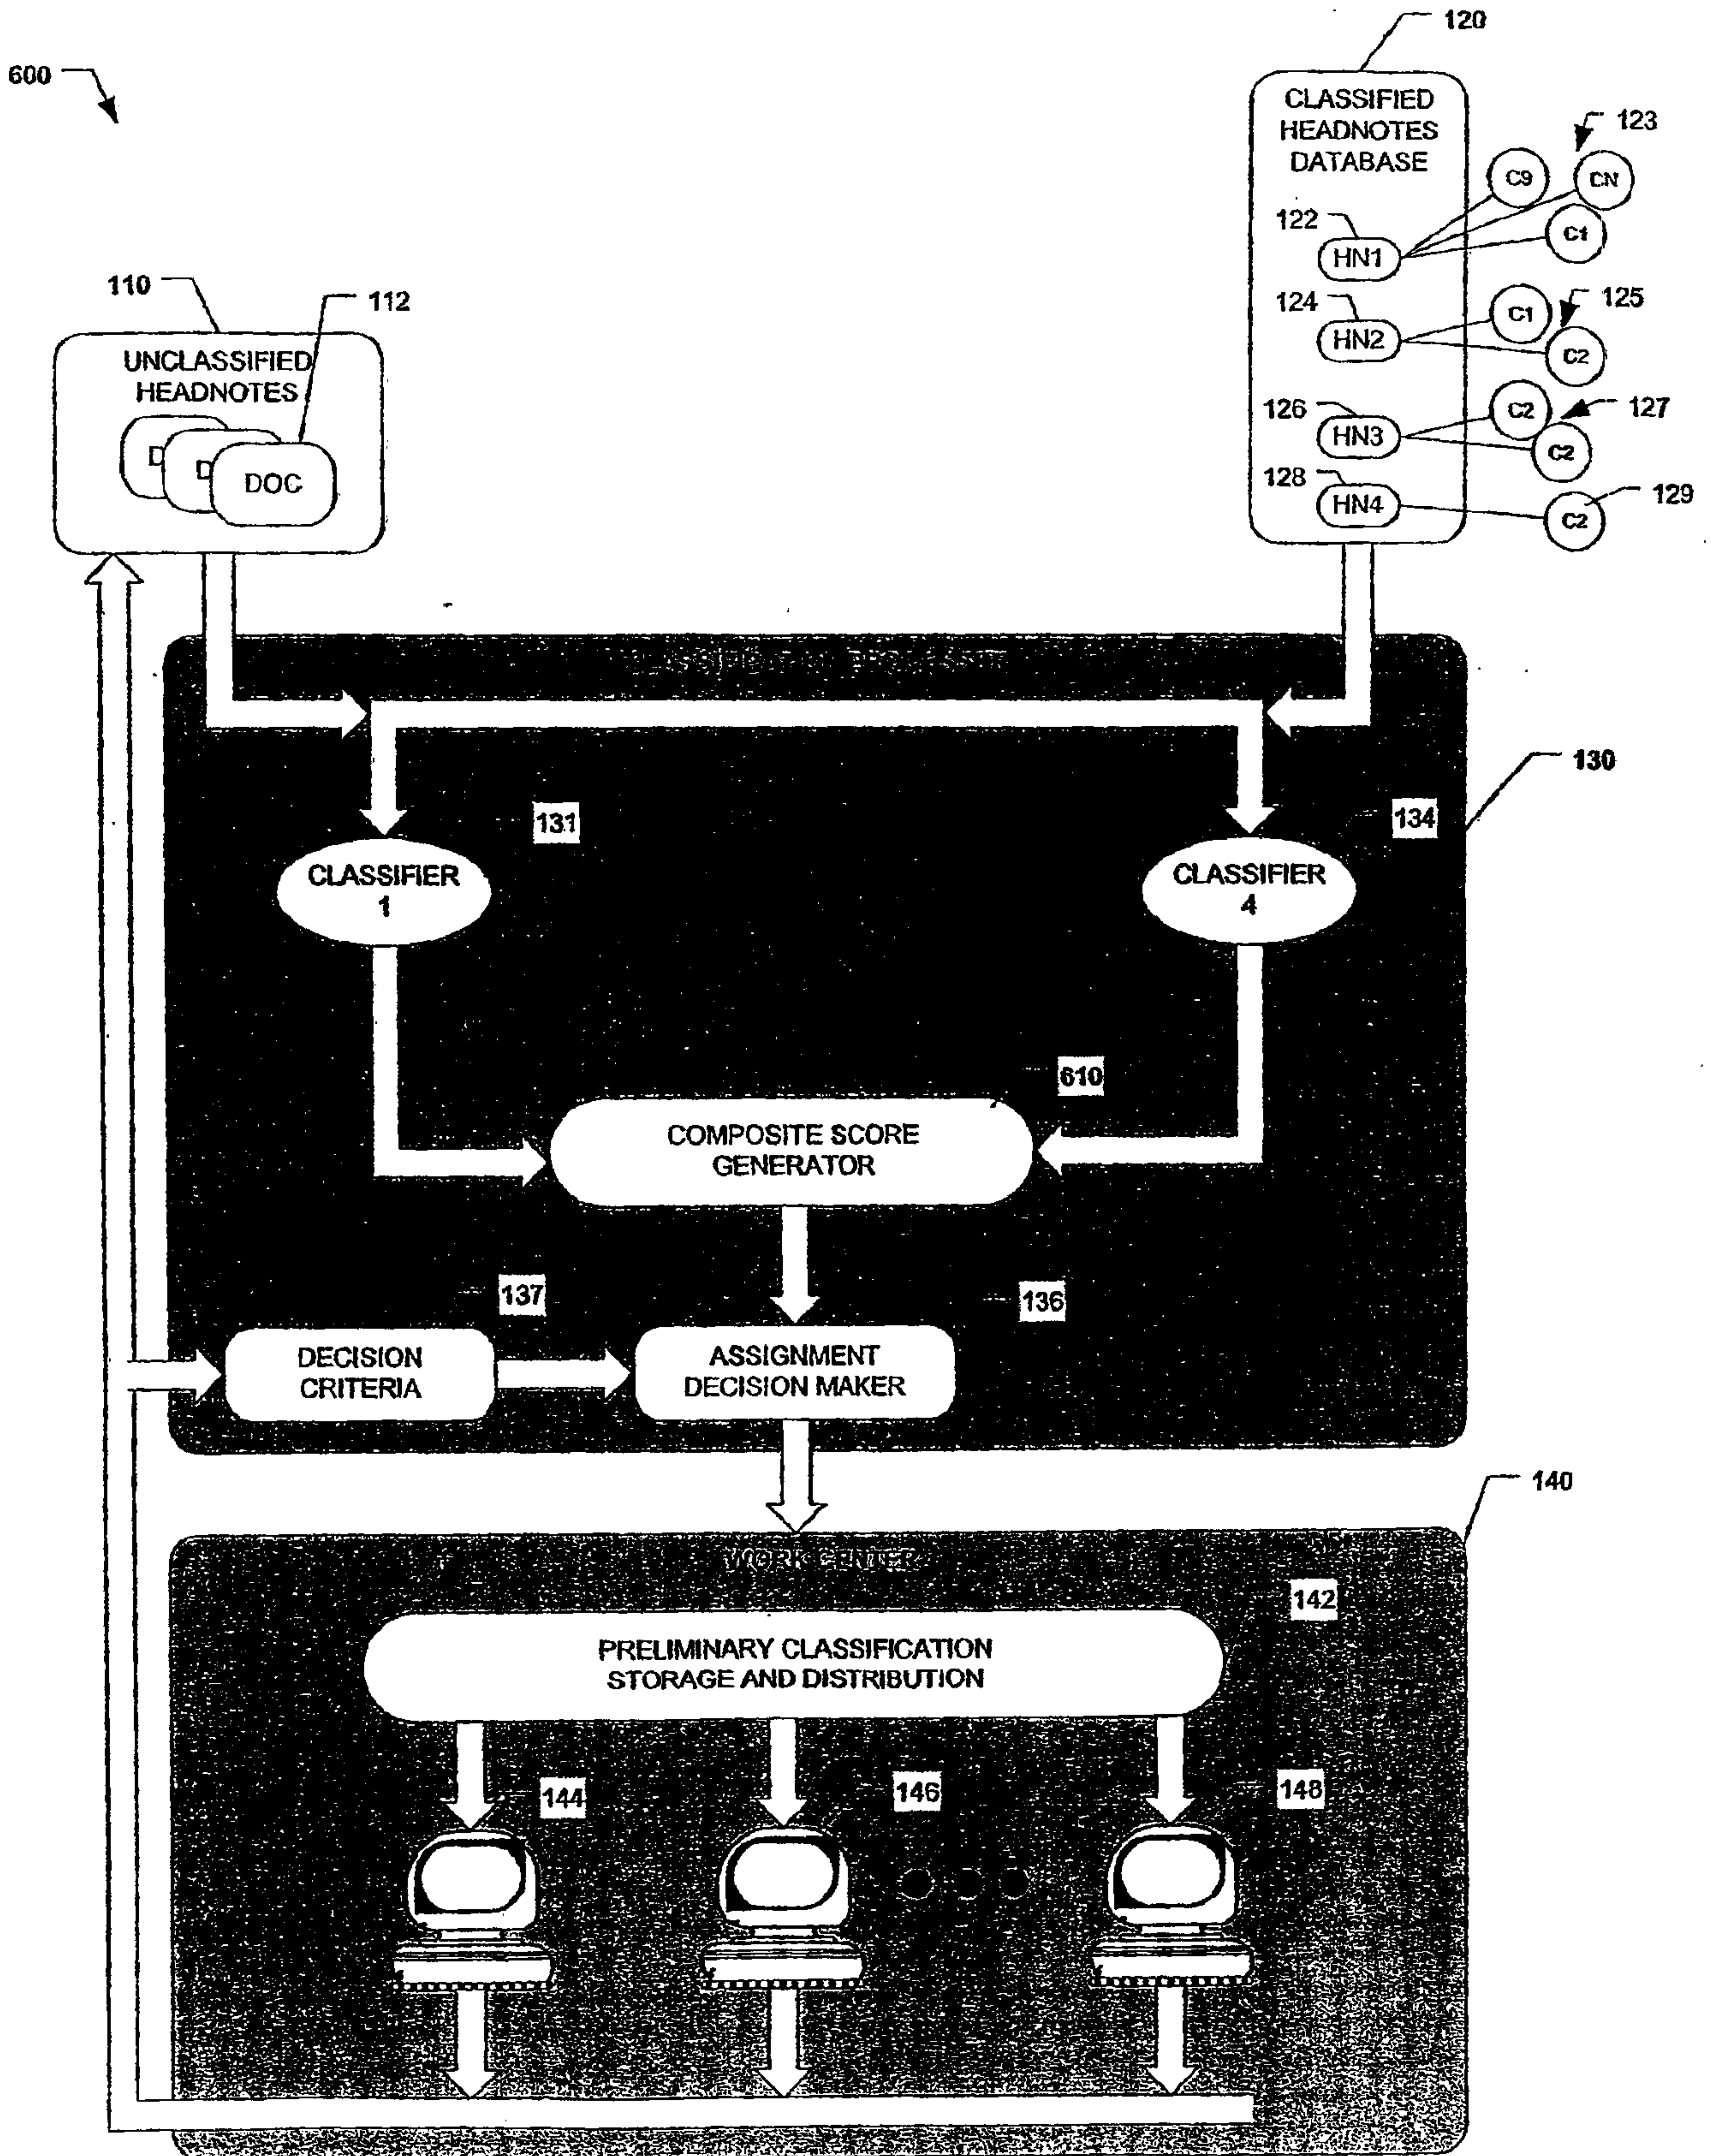 600
120
CLASSIFIED
HEADNOTES
DATABASE
123
C9
CN
C1
122
HN1
124
HN2
C1
125
C2
126
HN3
C2
127
C2
128
HN4
C2
129
110
112
UNCLASSIFIED
HEADNOTES
D
D
DOC
130
131
134
CLASSIFIER
1
CLASSIFIER
4
610
COMPOSITE SCORE
GENERATOR
137
136
DECISION
CRITERIA
ASSIGNMENT
DECISION MAKER
140
WORK CENTER
142
PRELIMINARY CLASSIFICATION
STORAGE AND DISTRIBUTION
144
146
148